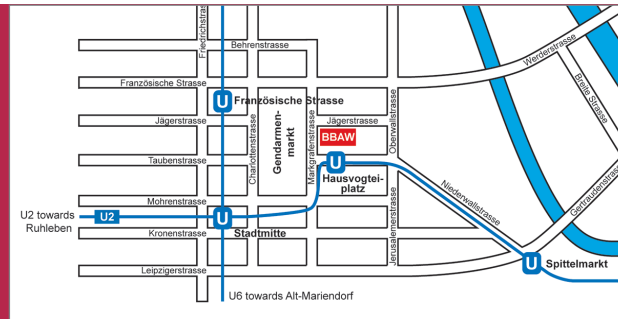 Friedrichstrasse
Behrenstrasse
Werderstrasse
Französische Strasse
U
Französische Strasse
Breite Strasse
Jägerstrasse
Charlottenstrasse
Gendarmen-
markt
Markgrafenstrasse
Jägerstrasse
BBAW
Oberwallstrasse
Taubenstrasse
U
Hausvogtei-
platz
Niederwallstrasse
Gertraudenstrasse
Mohrenstrasse
U2 towards
Ruhleben
U2
U
Stadtmitte
Kronenstrasse
Jerusalemerstrasse
Leipzigerstrasse
U
Spittelmarkt
U6 towards Alt-Mariendorf